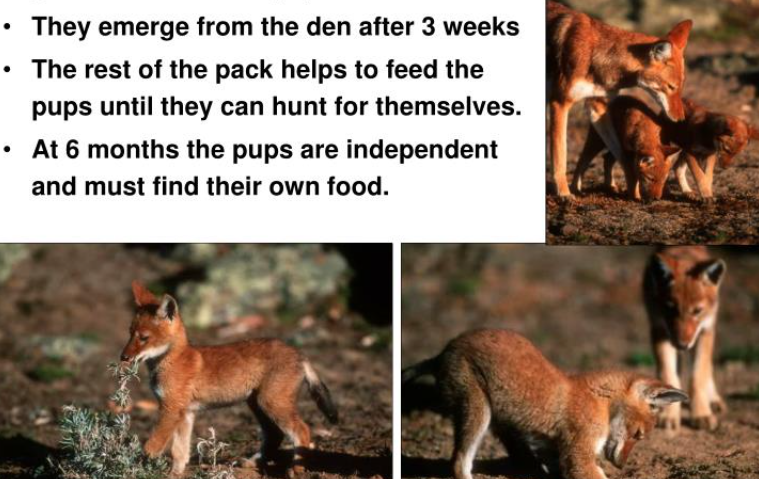 • They emerge from the den after 3 weeks
• The rest of the pack helps to feed the
pups until they can hunt for themselves.
• At 6 months the pups are independent
and must find their own food.